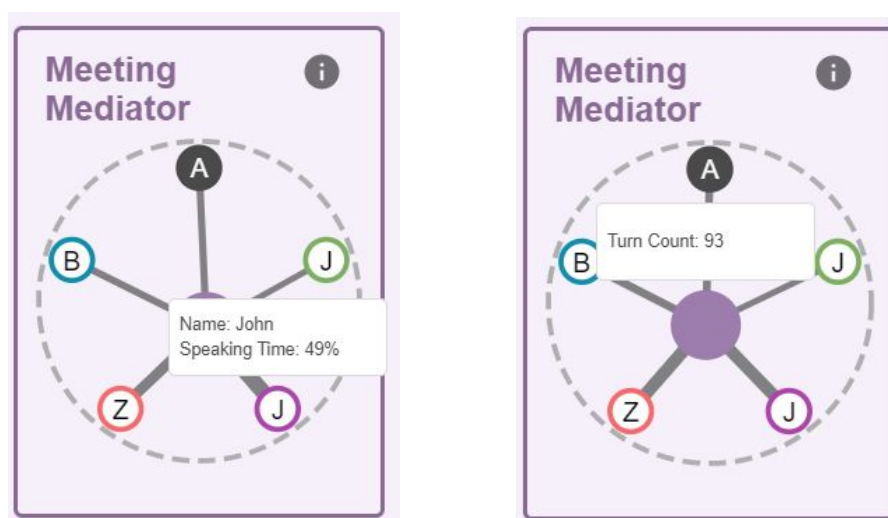 Meeting
Mediator
i
A
B
J
Name: John
Speaking Time: 49%
Z
J
Meeting
Mediator
i
A
Turn Count: 93
B
J
Z
J